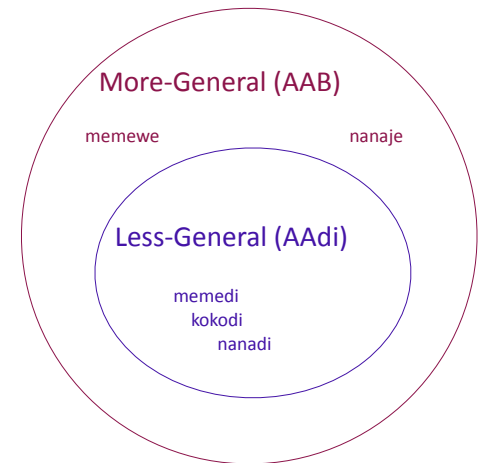 More-General (AAB)
memewe nanaje
Less-General (AAdi)
memedi
kokodi
nanadi